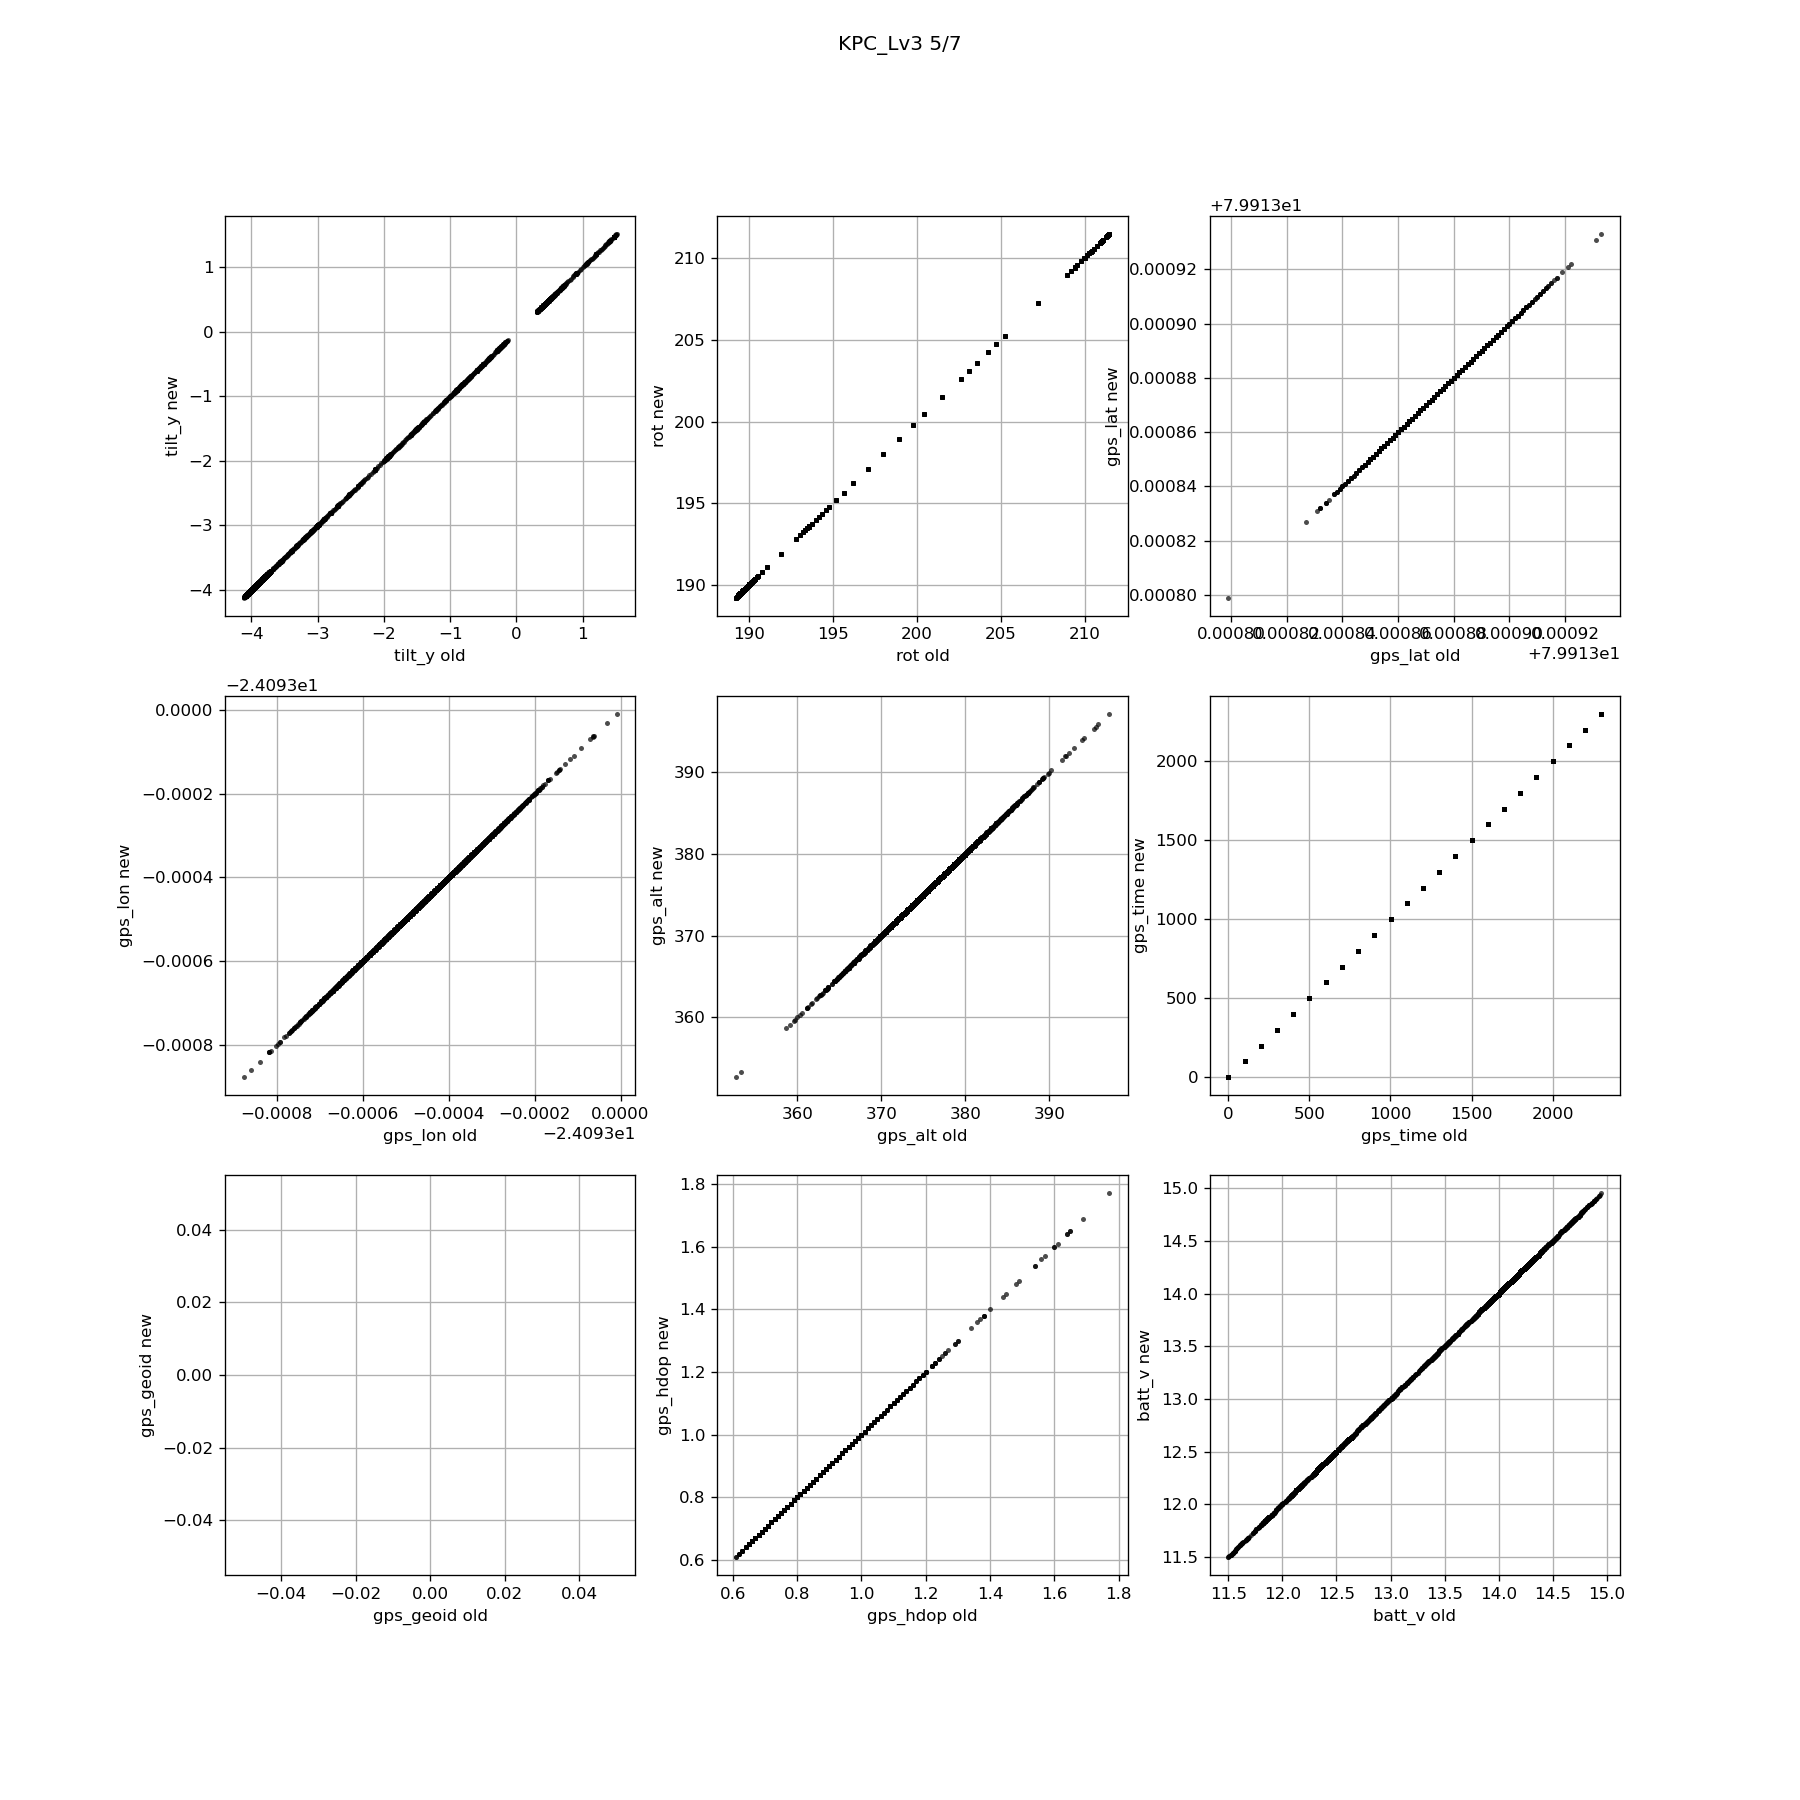 KPC_Lv3 5/7
tilt_y new
1
0
−1
−2
−3
−4
−4 −3 −2 −1 0 1
tilt_y old
rot new
210
205
200
195
190
190 195 200 205 210
rot old
+7.9913e1
gps_lat new
0.00092
0.00090
0.00088
0.00086
0.00084
0.00082
0.00080
0.00080 0.00082 0.00084 0.00086 0.00088 0.00090 0.00092
gps_lat old
+7.9913e1
−2.4093e1
gps_lon new
0.0000
−0.0002
−0.0004
−0.0006
−0.0008
−0.0008 −0.0006 −0.0004 −0.0002 0.0000
gps_lon old
−2.4093e1
gps_alt new
390
380
370
360
360 370 380 390
gps_alt old
gps_time new
2000
1500
1000
500
0
0 500 1000 1500 2000
gps_time old
gps_geoid new
0.04
0.02
0.00
−0.02
−0.04
−0.04 −0.02 0.00 0.02 0.04
gps_geoid old
gps_hdop new
1.8
1.6
1.4
1.2
1.0
0.8
0.6
0.6 0.8 1.0 1.2 1.4 1.6 1.8
gps_hdop old
batt_v new
15.0
14.5
14.0
13.5
13.0
12.5
12.0
11.5
11.5 12.0 12.5 13.0 13.5 14.0 14.5 15.0
batt_v old